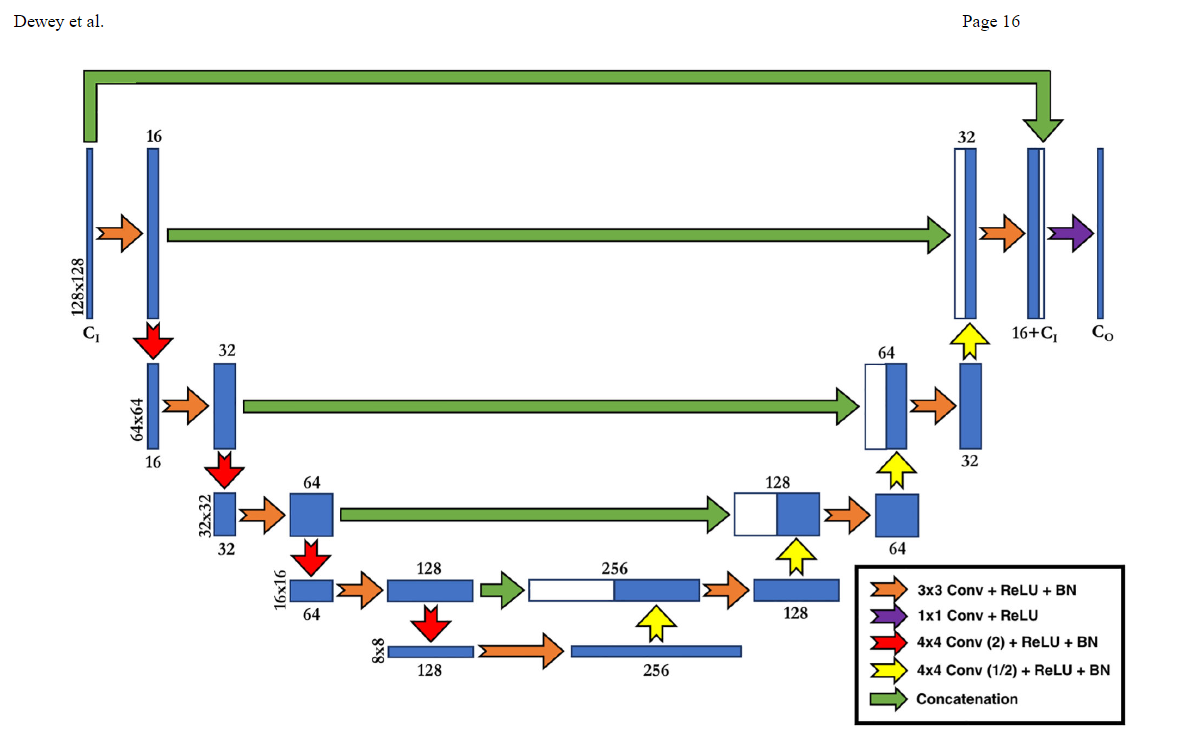 Dewey et al. Page 16
16 32
128x128
C_I 16+C_I C_O
32 64
64x64
16 32
64 128
32x32
32 64
128 256
16x16
64 128
8x8
128 256
3x3 Conv + ReLU + BN
1x1 Conv + ReLU
4x4 Conv (2) + ReLU + BN
4x4 Conv (1/2) + ReLU + BN
Concatenation